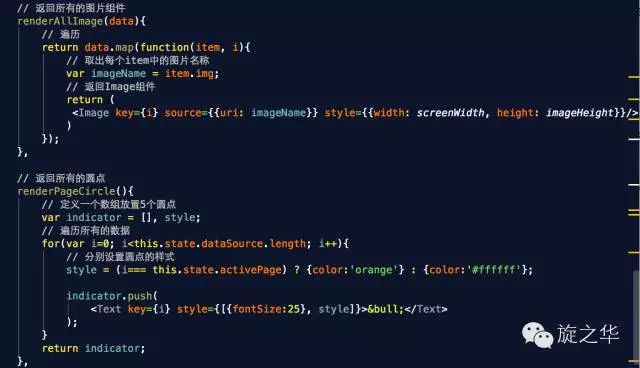 // 返回所有的图片组件
renderAllImage(data){
// 遍历
return data.map(function(item, i){
// 取出每个item中的图片名称
var imageName = item.img;
// 返回Image组件
return (
<Image key={i} source={{uri: imageName}} style={{width: screenWidth, height: imageHeight}}/>
)
});
},
// 返回所有的圆点
renderPageCircle(){
// 定义一个数组放置5个圆点
var indicator = [], style;
// 遍历所有的数据
for(var i=0; i<this.state.dataSource.length; i++){
// 分别设置圆点的样式
style = (i=== this.state.activePage) ? {color:'orange'} : {color:'#ffffff'};
indicator.push(
<Text key={i} style={[{fontSize:25}, style]}>&bull;</Text>
);
}
return indicator;
},
旋之华